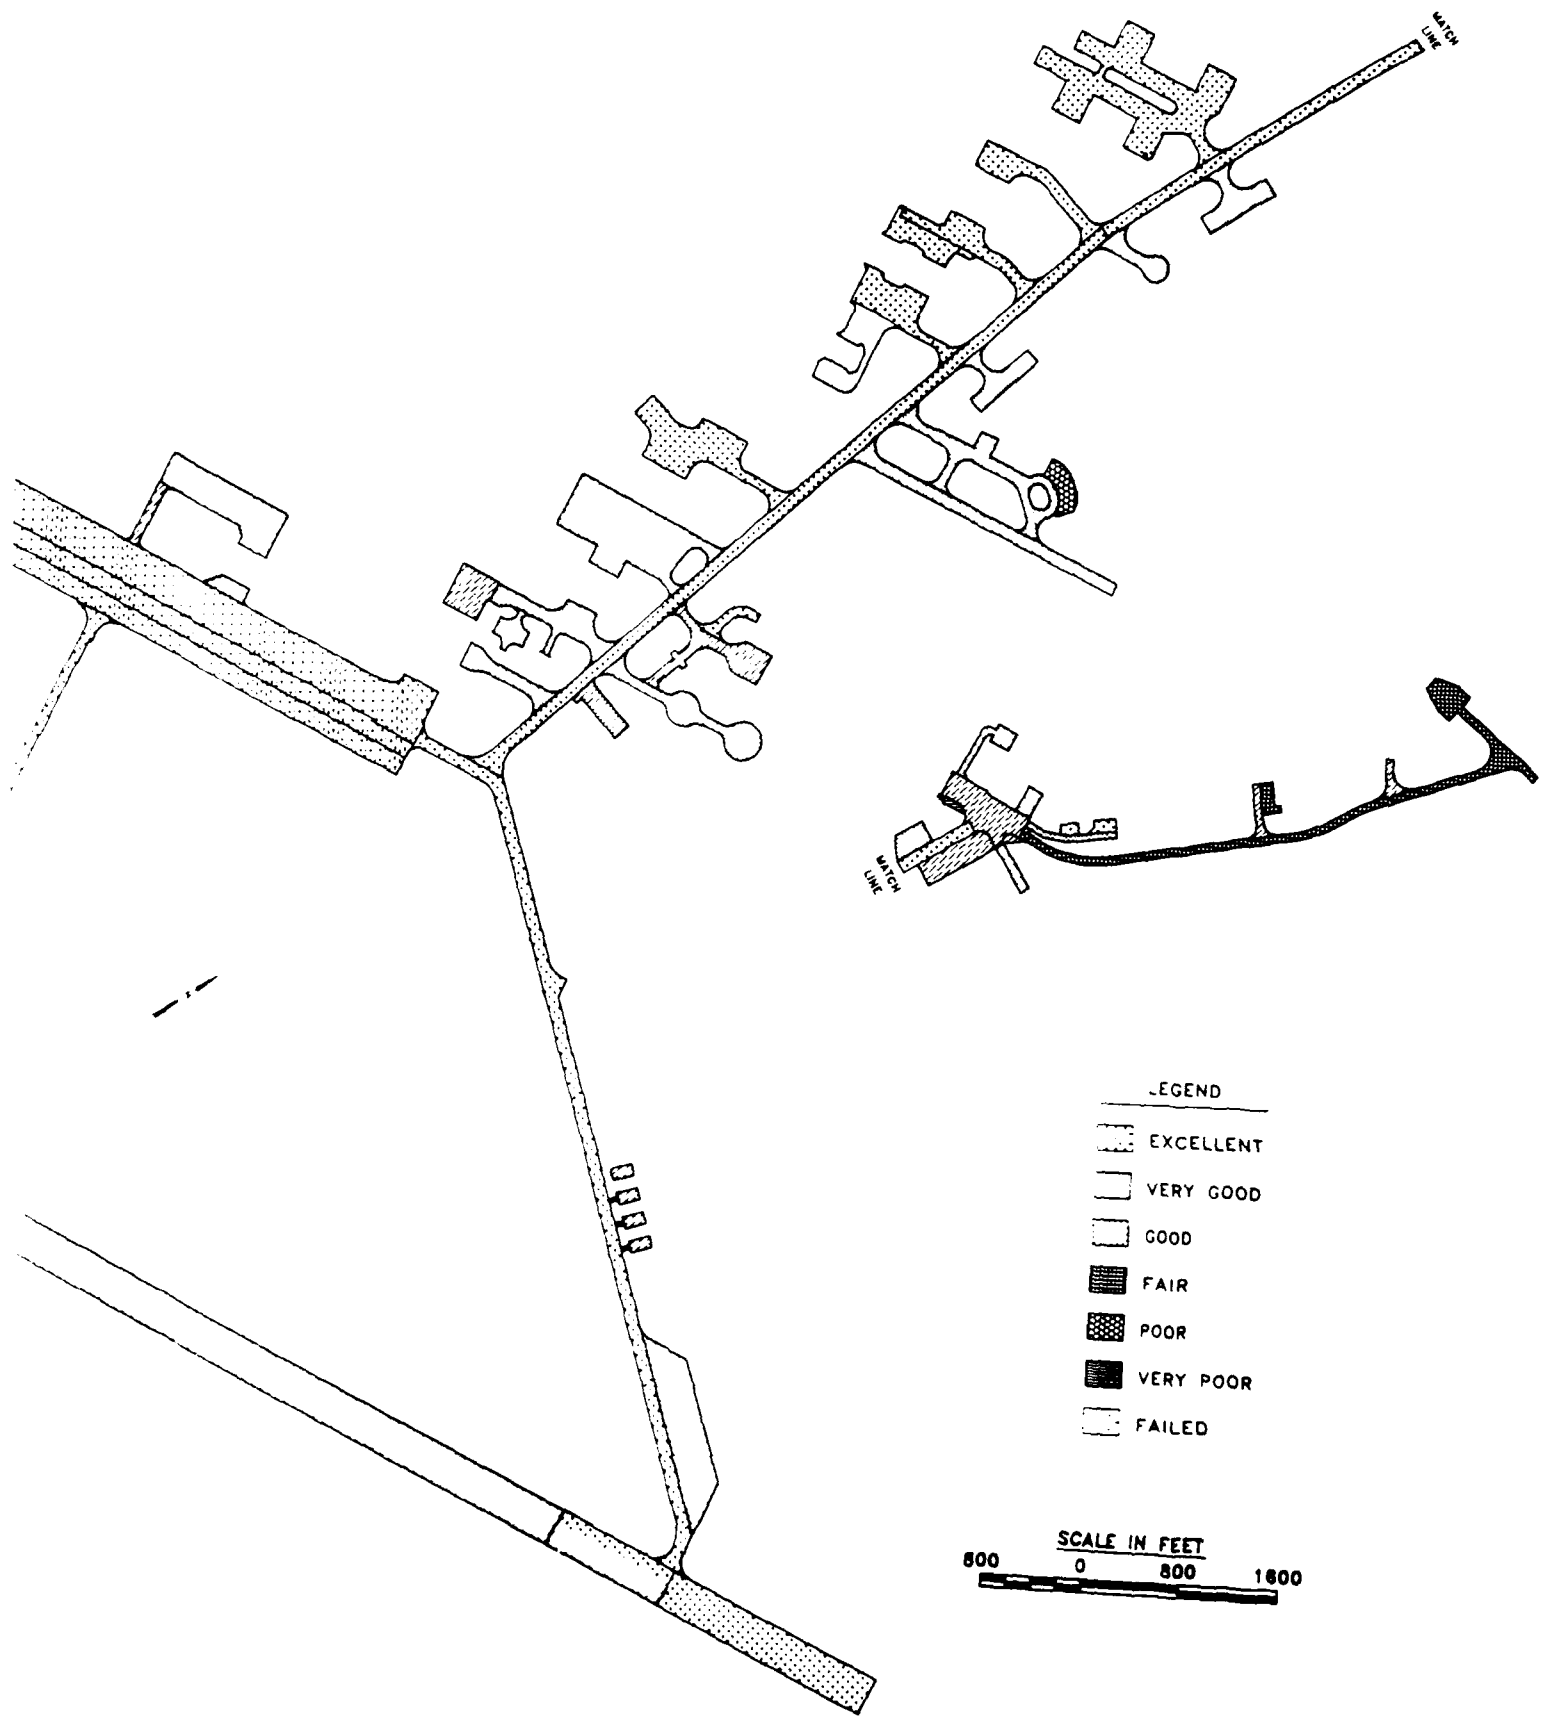 MATCH
LINE
MATCH
LINE
LEGEND
EXCELLENT
VERY GOOD
GOOD
FAIR
POOR
VERY POOR
FAILED
SCALE IN FEET
800 0 800 1600